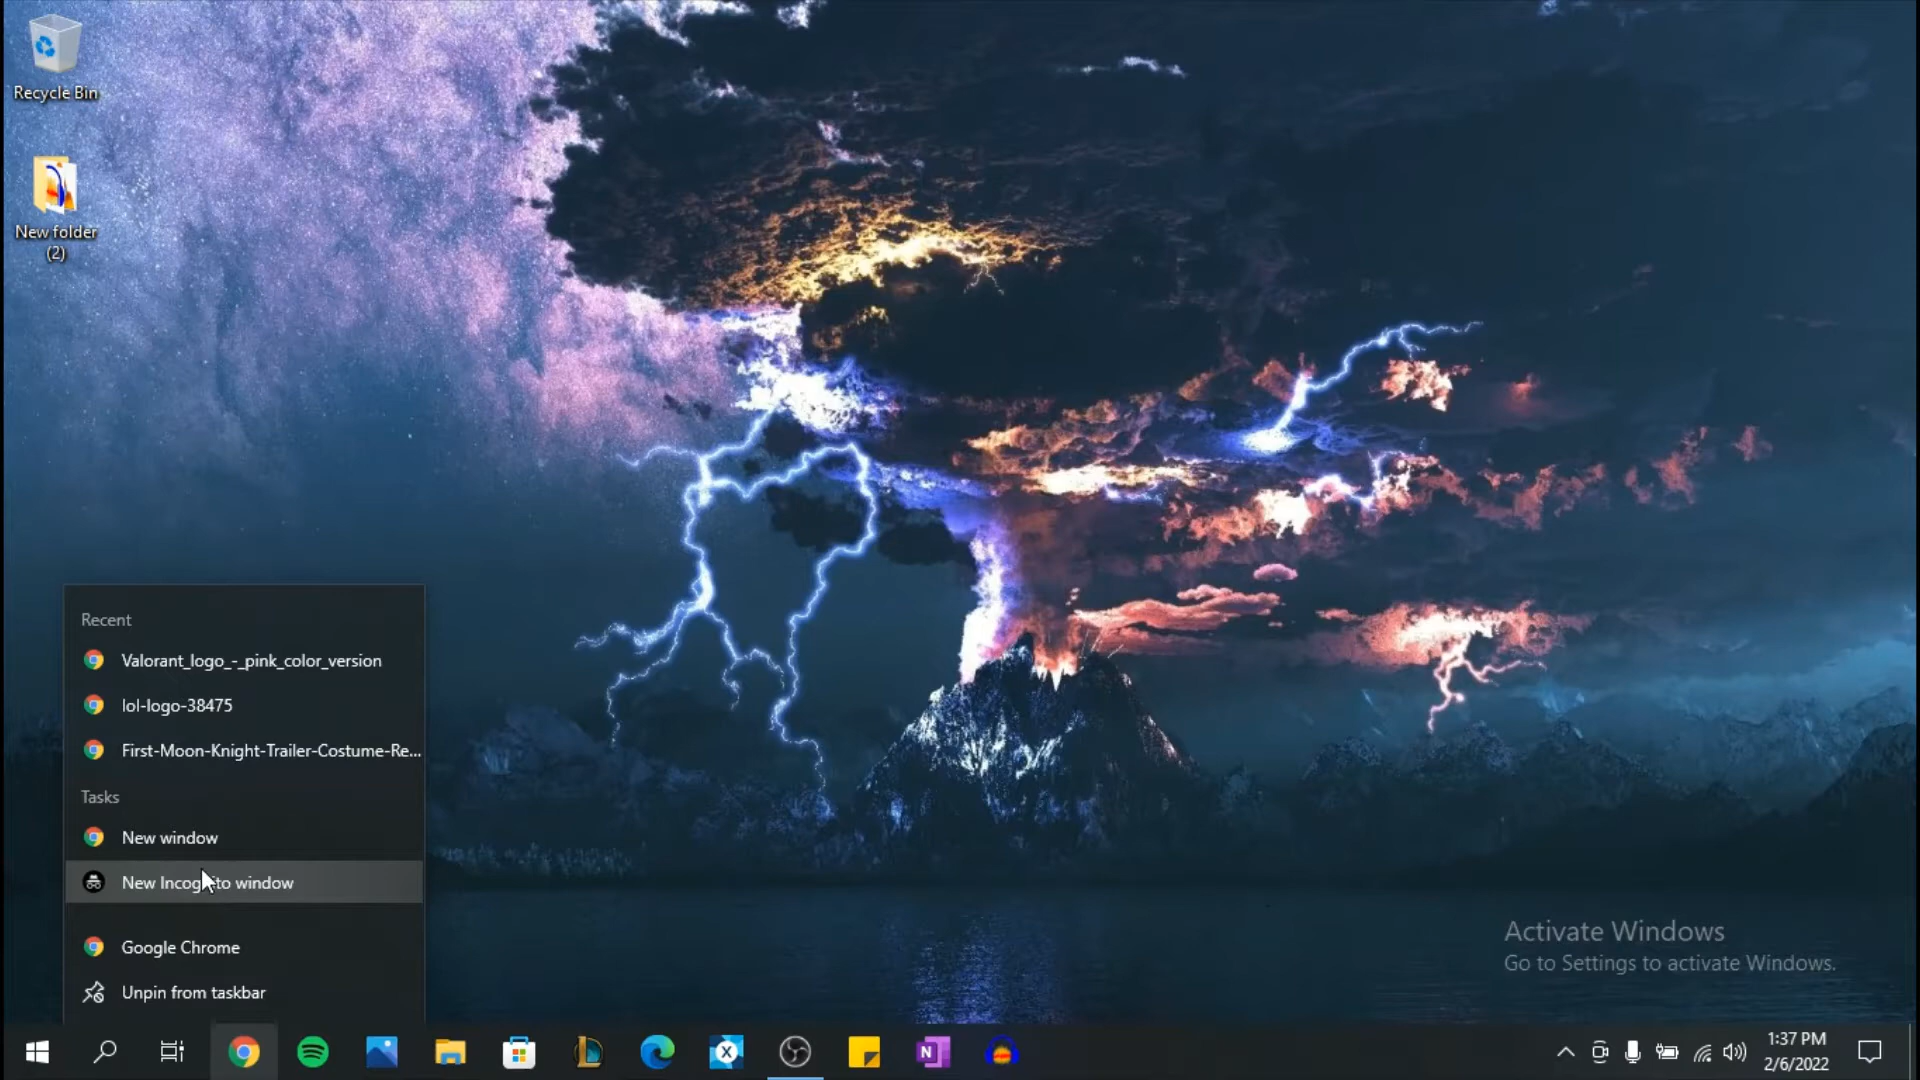 Recycle Bin
New folder
(2)
Recent
Valorant_logo_-_pink_color_version
lol-logo-38475
First-Moon-Knight-Trailer-Costume-Re...
Tasks
New window
New Incognito window
Google Chrome
Unpin from taskbar
Activate Windows
Go to Settings to activate Windows.
1:37 PM
2/6/2022